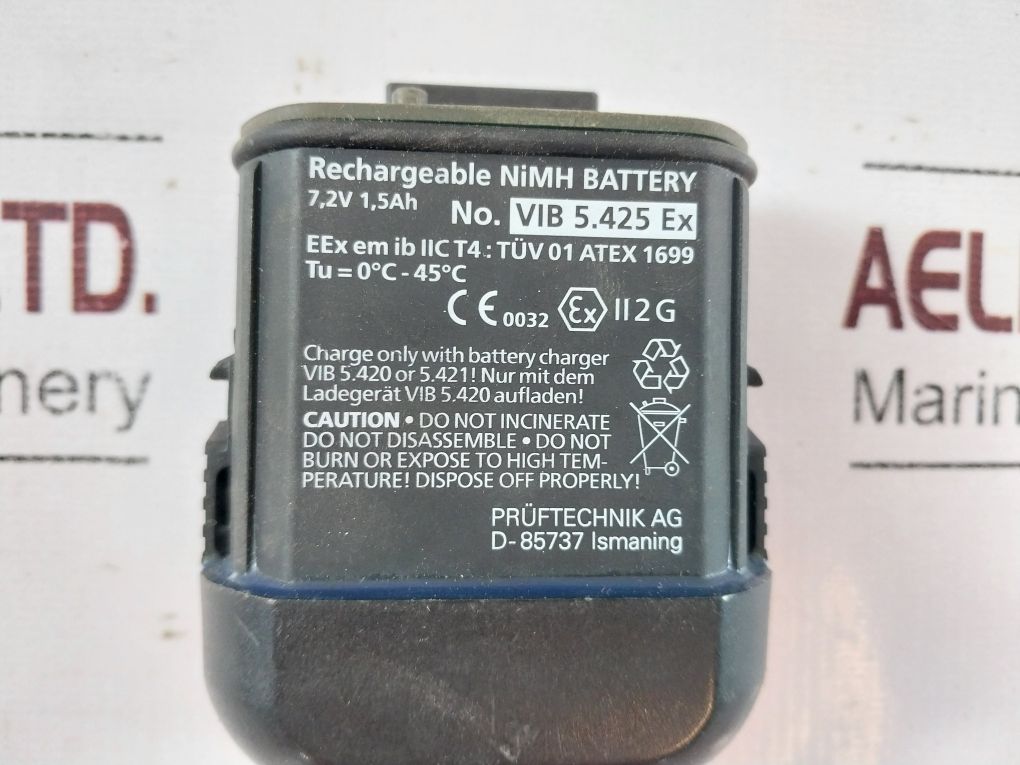 Rechargeable NiMH BATTERY
7,2V 1,5Ah
No. VIB 5.425 Ex
EEx em ib IIC T4 : TÜV 01 ATEX 1699
Tu = 0°C - 45°C
CE 0032 Ex II 2 G
Charge only with battery charger
VIB 5.420 or 5.421! Nur mit dem
Ladegerät VIB 5.420 aufladen!
CAUTION • DO NOT INCINERATE
DO NOT DISASSEMBLE • DO NOT
BURN OR EXPOSE TO HIGH TEM-
PERATURE! DISPOSE OFF PROPERLY!
PRÜFTECHNIK AG
D-85737 Ismaning
TD.
nery
AEL
Marin